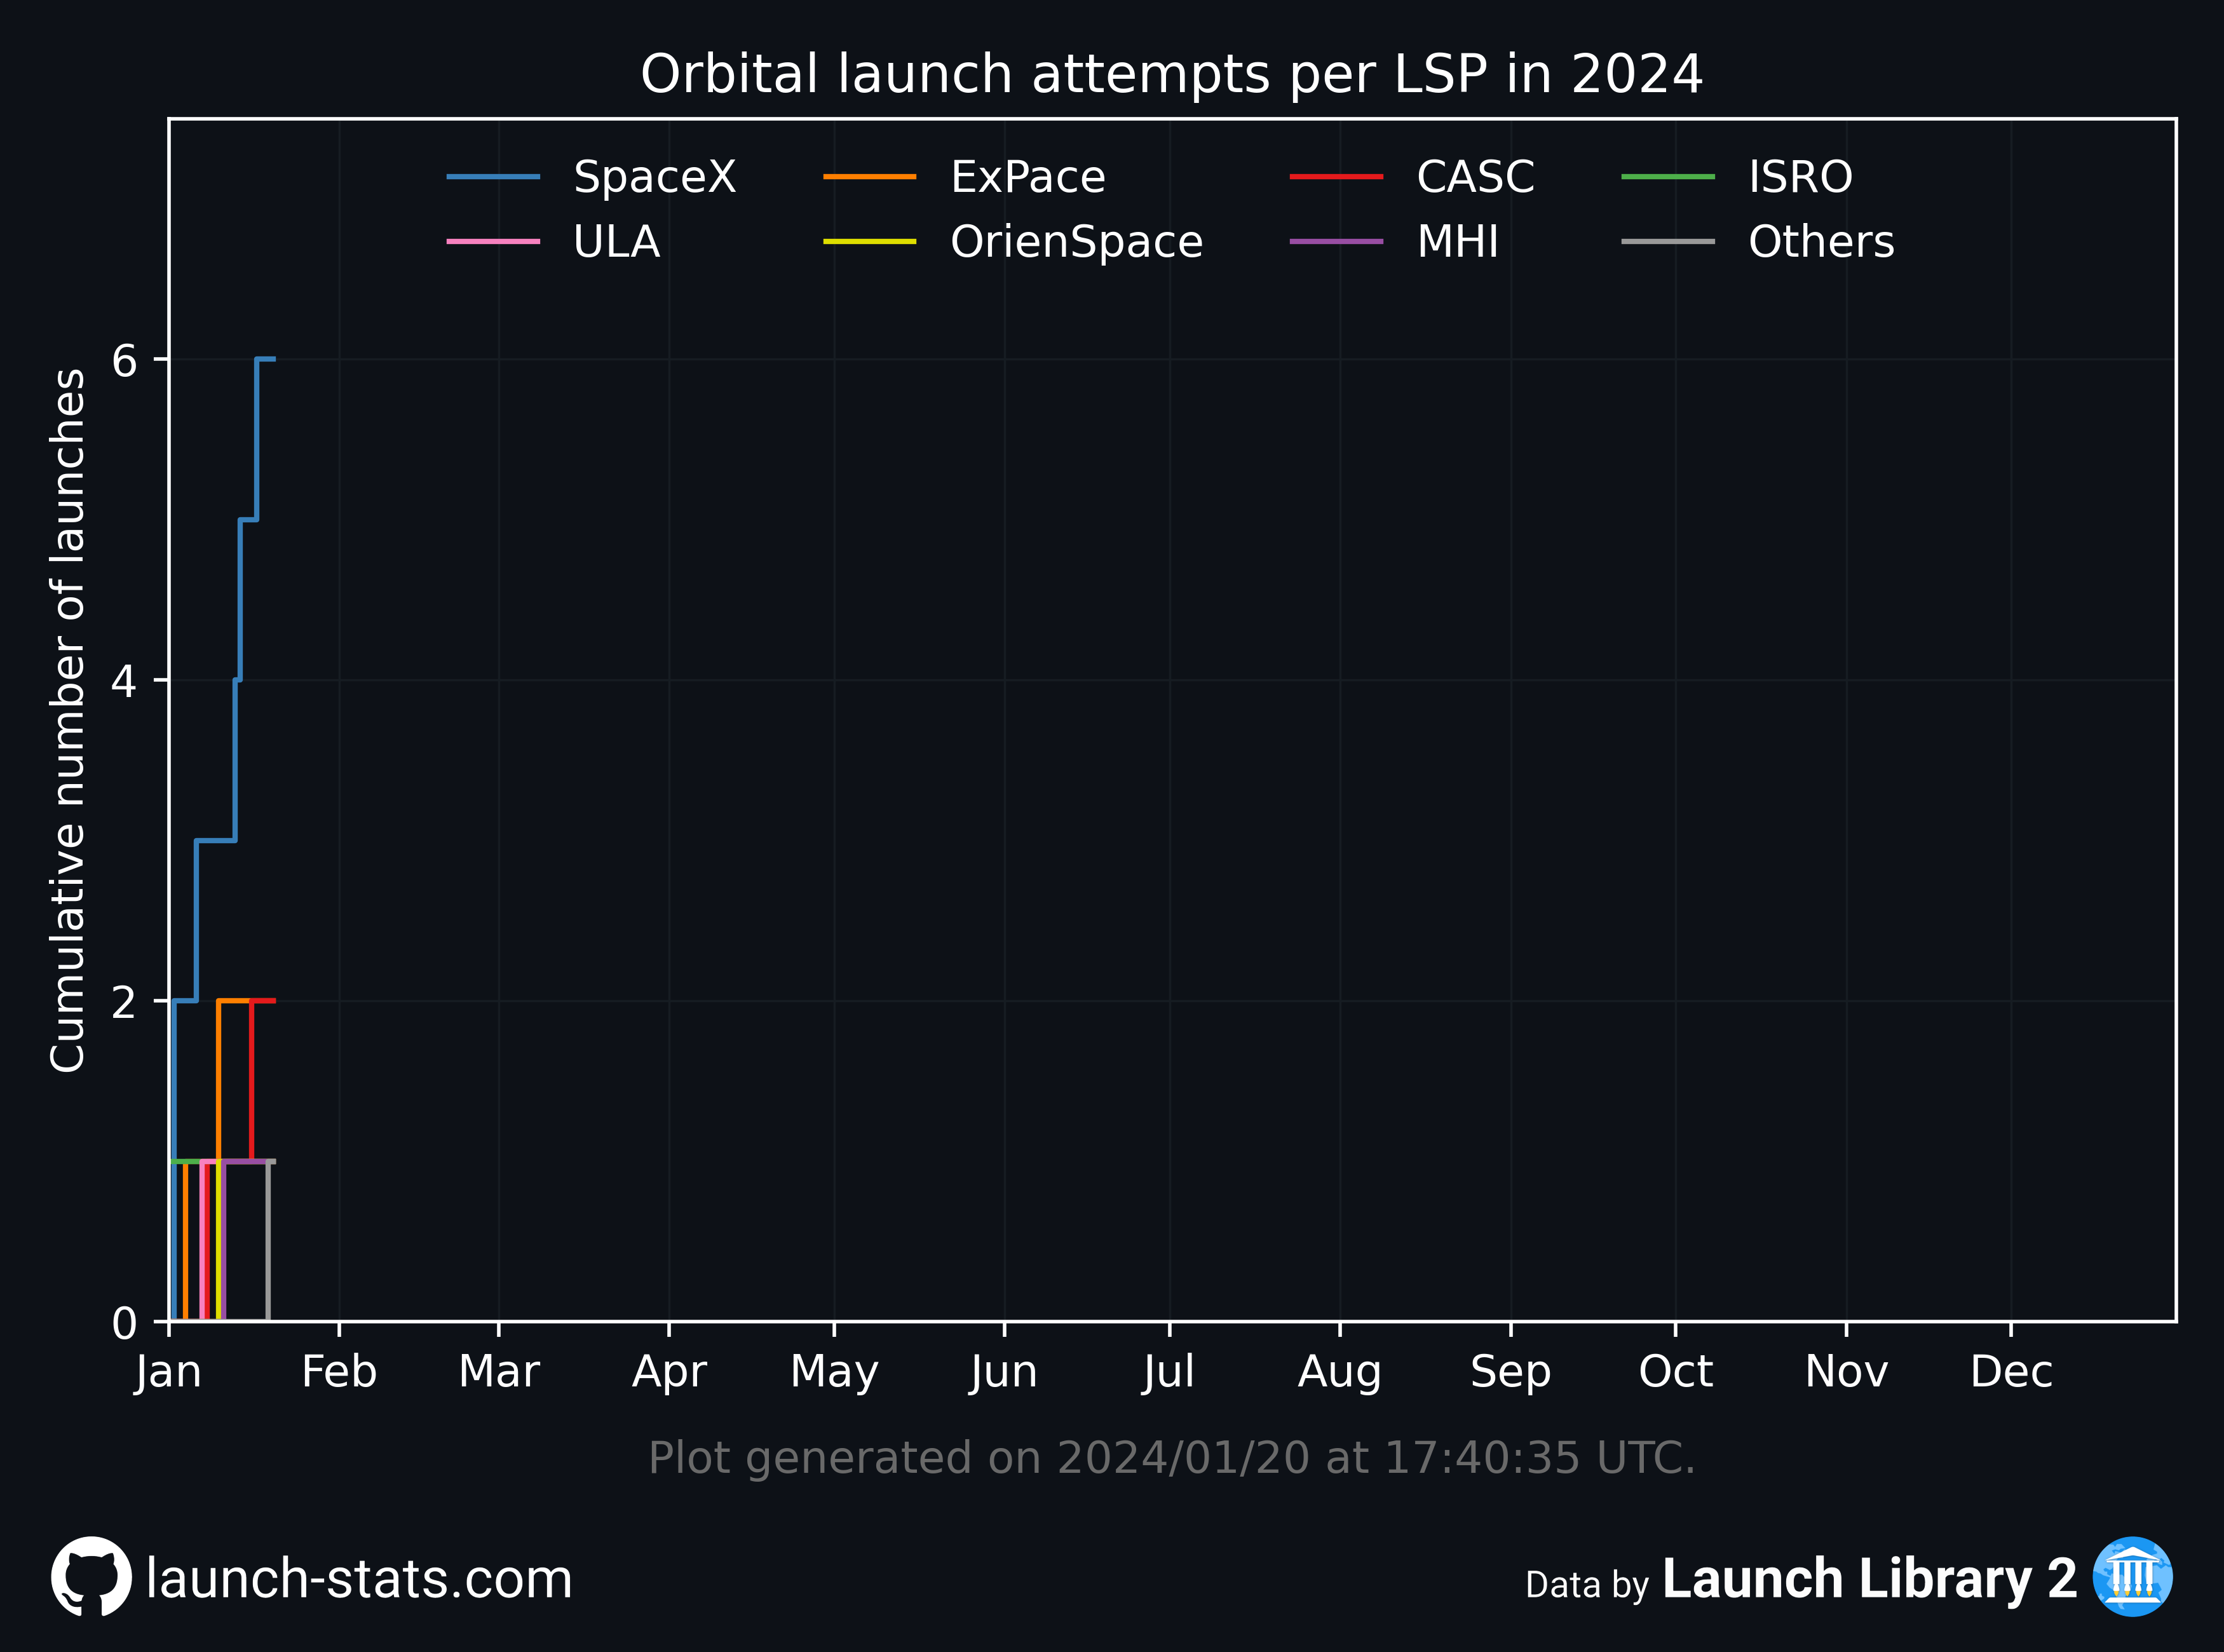 Orbital launch attempts per LSP in 2024
SpaceX ExPace CASC ISRO
ULA OrienSpace MHI Others
Cumulative number of launches
6
4
2
0
Jan Feb Mar Apr May Jun Jul Aug Sep Oct Nov Dec
Plot generated on 2024/01/20 at 17:40:35 UTC.
launch-stats.com
Data by Launch Library 2